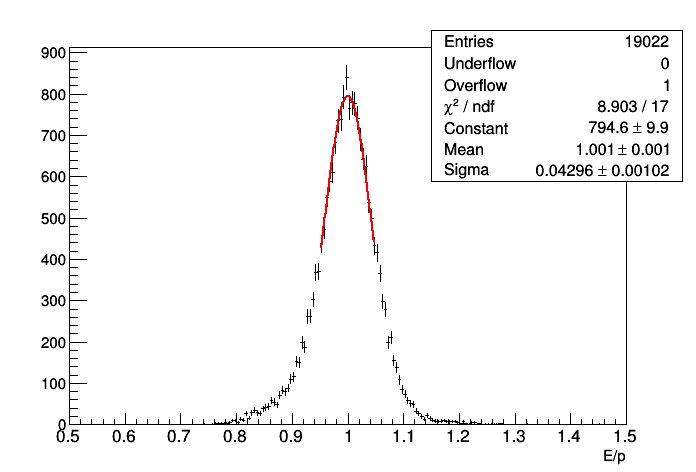 Entries 19022
Underflow 0
Overflow 1
χ² / ndf 8.903 / 17
Constant 794.6 ± 9.9
Mean 1.001 ± 0.001
Sigma 0.04296 ± 0.00102
900
800
700
600
500
400
300
200
100
0
0.5 0.6 0.7 0.8 0.9 1 1.1 1.2 1.3 1.4 1.5
E/p